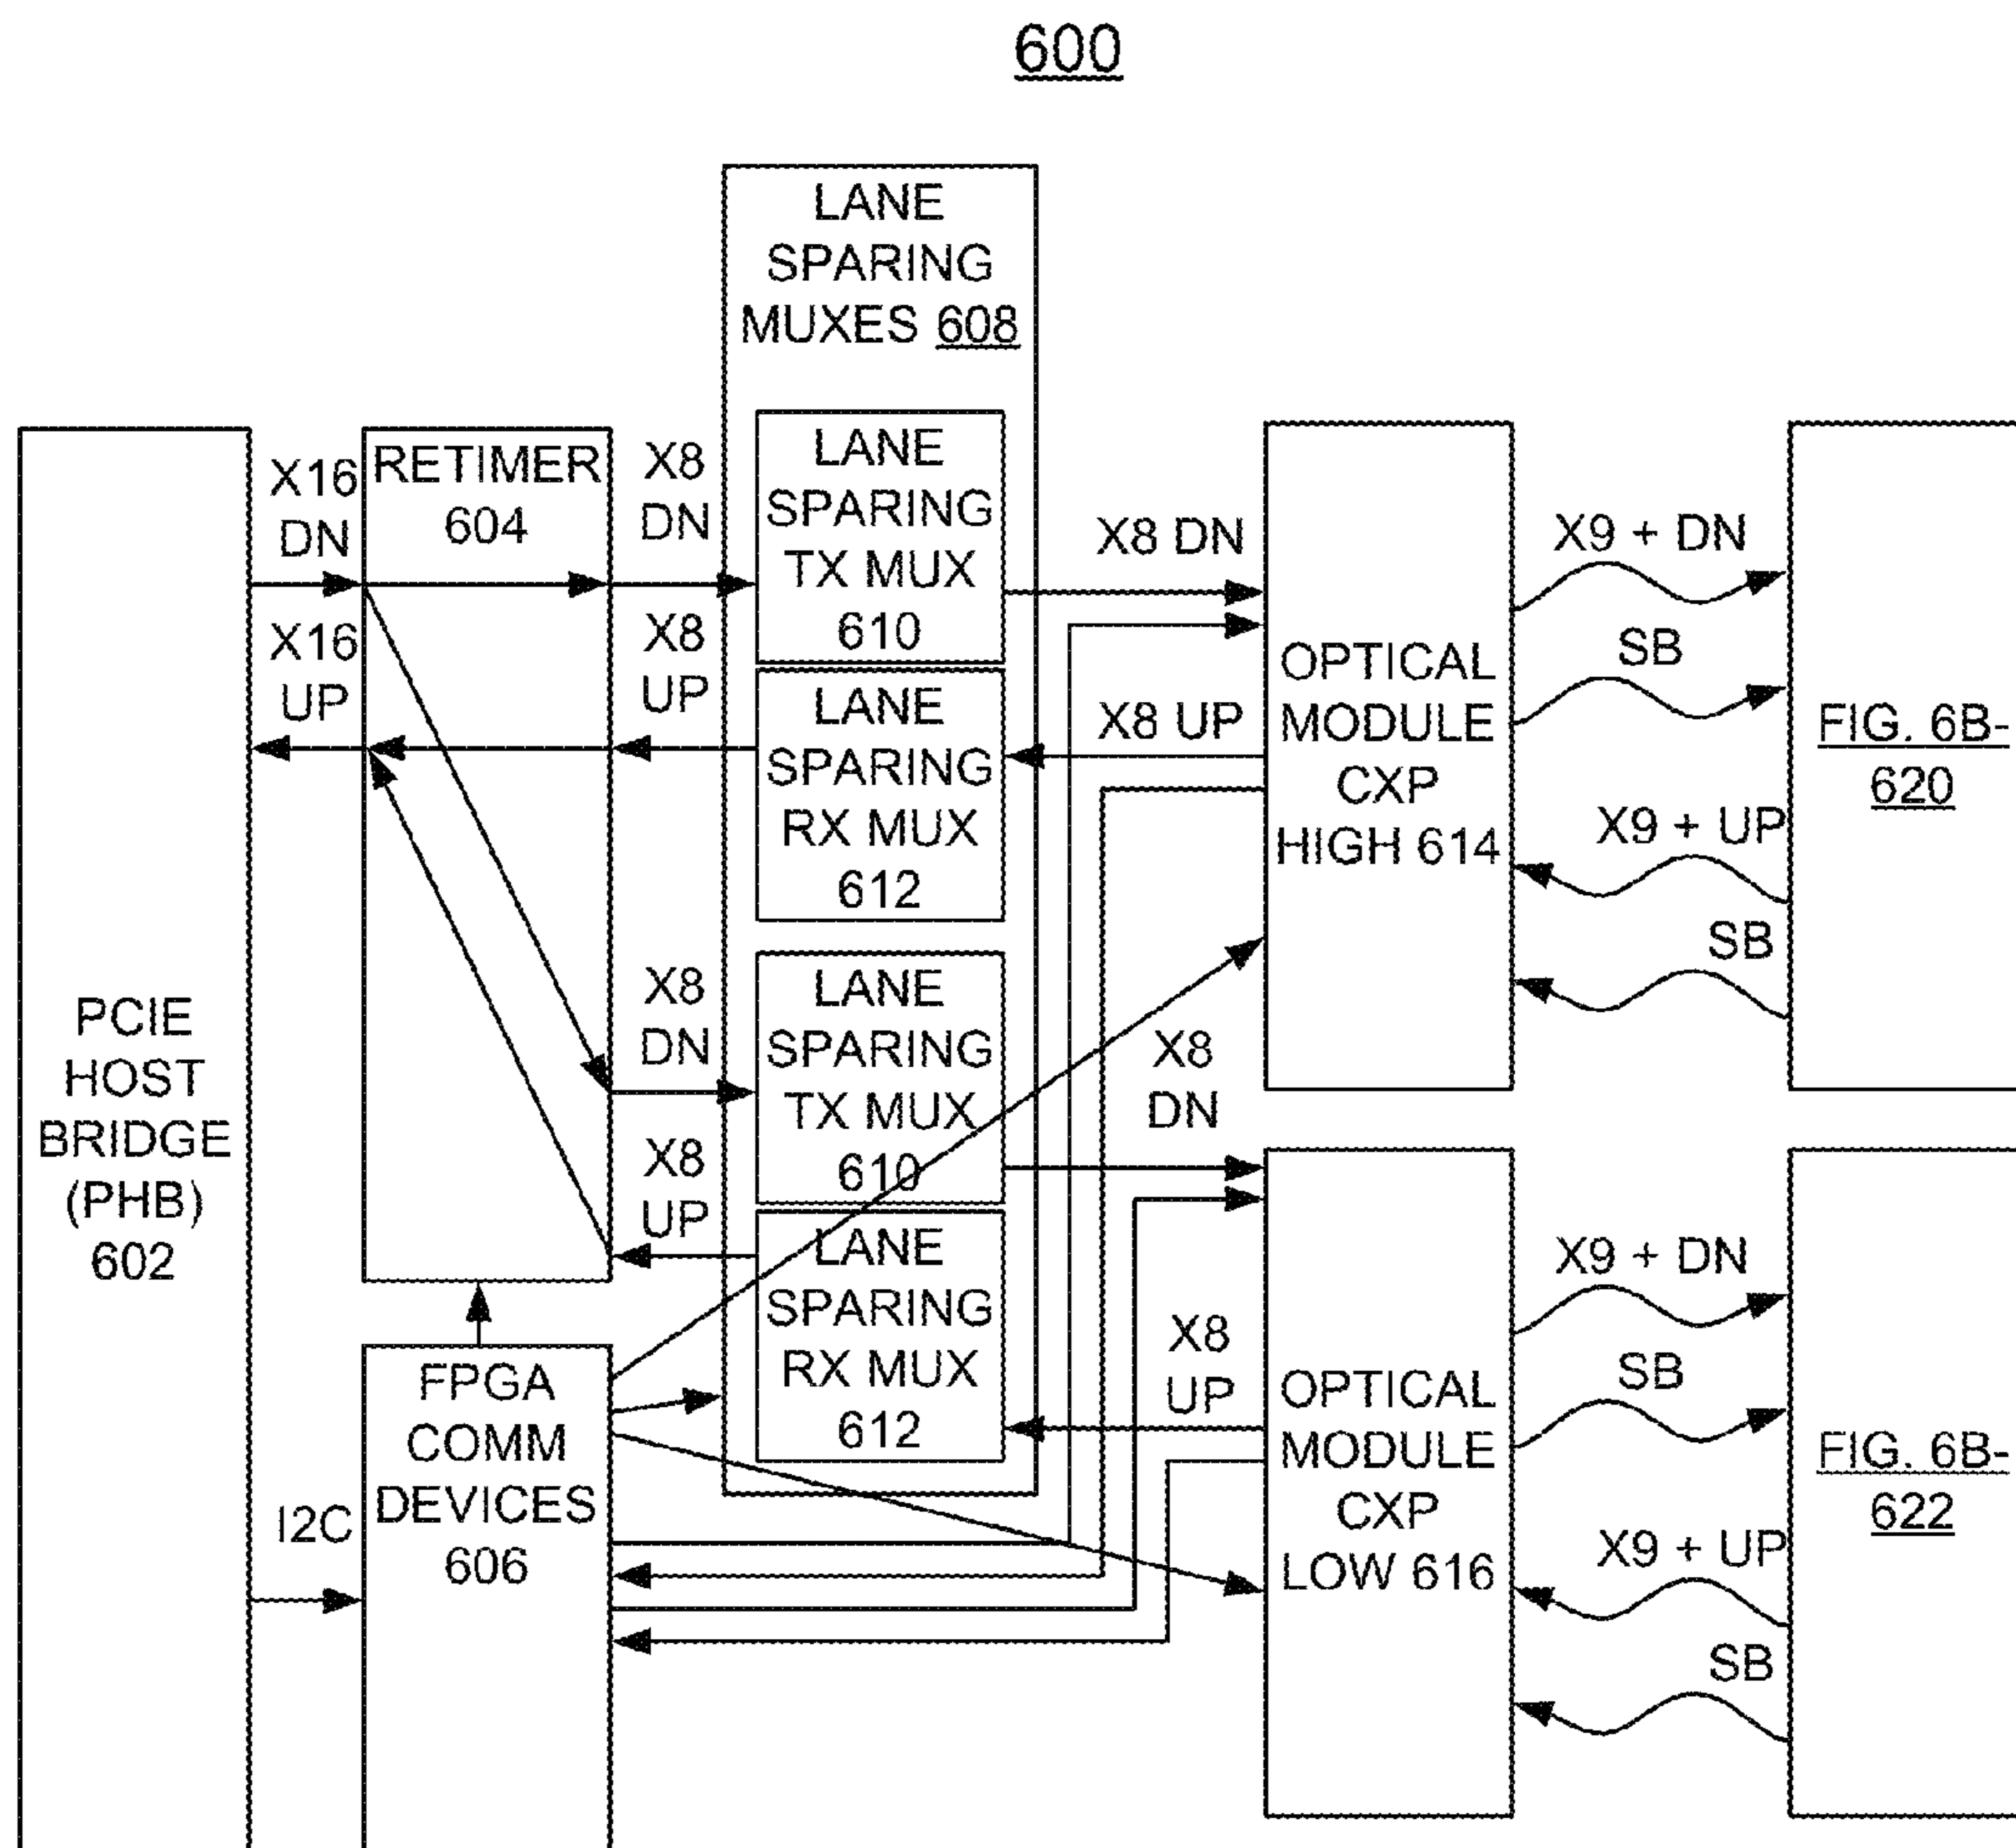 600
LANE
SPARING
MUXES 608
PCIE
HOST
BRIDGE
(PHB)
602
X16
DN
X16
UP
I2C
RETIMER
604
FPGA
COMM
DEVICES
606
X8
DN
X8
UP
X8
DN
X8
UP
LANE
SPARING
TX MUX
610
LANE
SPARING
RX MUX
612
LANE
SPARING
TX MUX
610
LANE
SPARING
RX MUX
612
X8 DN
X8 UP
X8
DN
X8
UP
OPTICAL
MODULE
CXP
HIGH 614
OPTICAL
MODULE
CXP
LOW 616
X9 + DN
SB
X9 + UP
SB
X9 + DN
SB
X9 + UP
SB
FIG. 6B-
620
FIG. 6B-
622